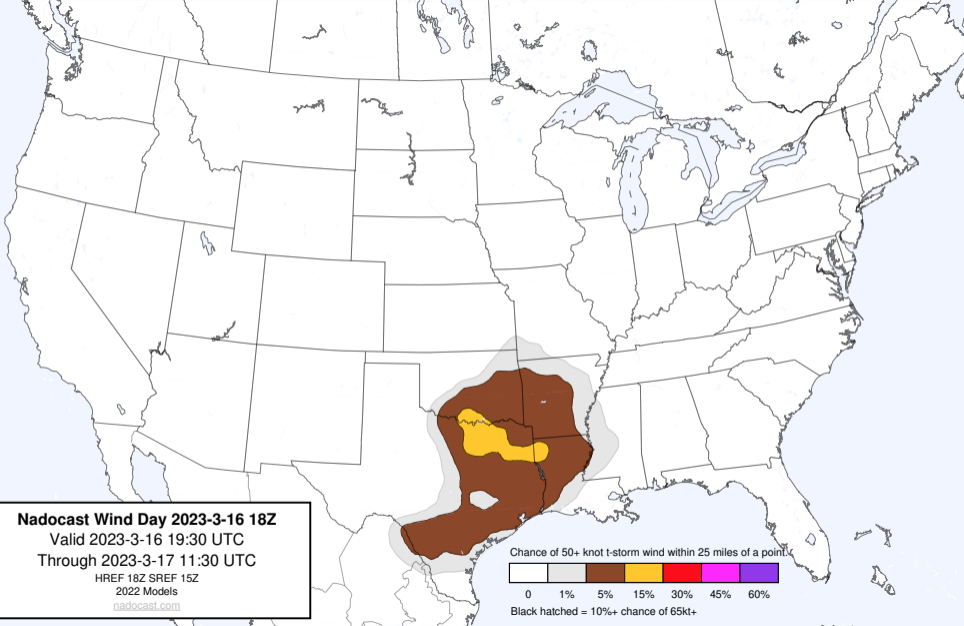 Nadocast Wind Day 2023-3-16 18Z
Valid 2023-3-16 19:30 UTC
Through 2023-3-17 11:30 UTC
HREF 18Z SREF 15Z
2022 Models
nadocast.com
Chance of 50+ knot t-storm wind within 25 miles of a point.
0 1% 5% 15% 30% 45% 60%
Black hatched = 10%+ chance of 65kt+